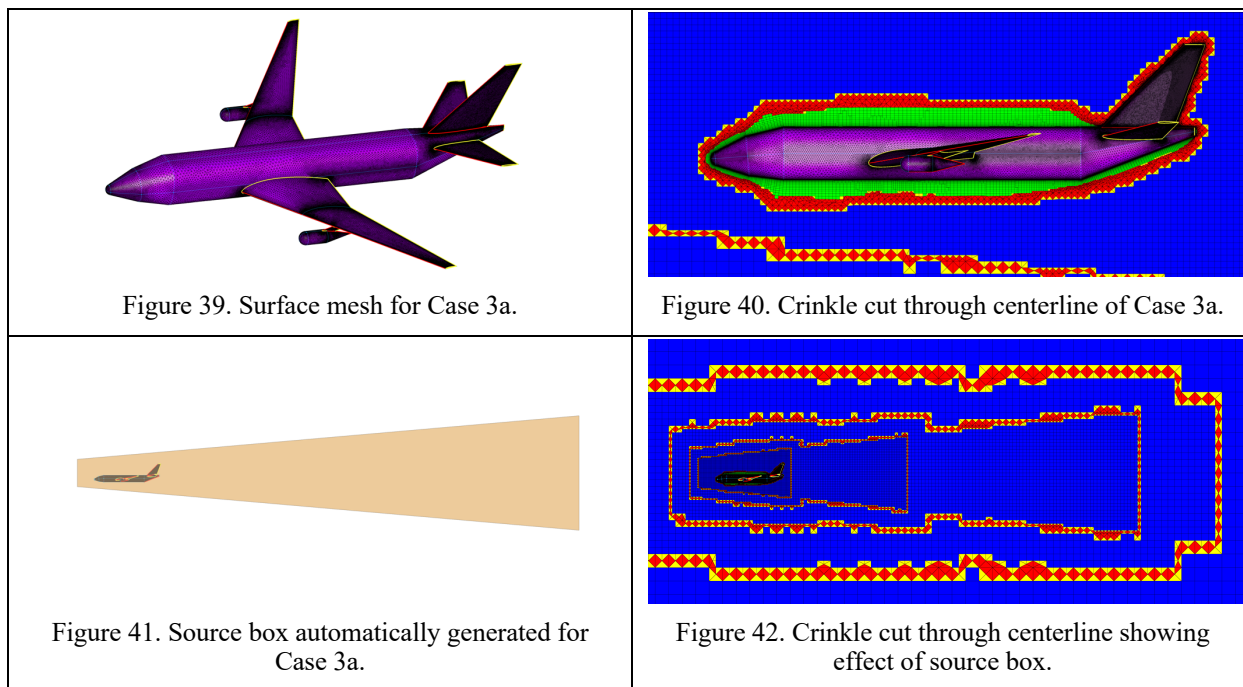 Figure 39. Surface mesh for Case 3a.
Figure 40. Crinkle cut through centerline of Case 3a.
Figure 41. Source box automatically generated for
Case 3a.
Figure 42. Crinkle cut through centerline showing
effect of source box.